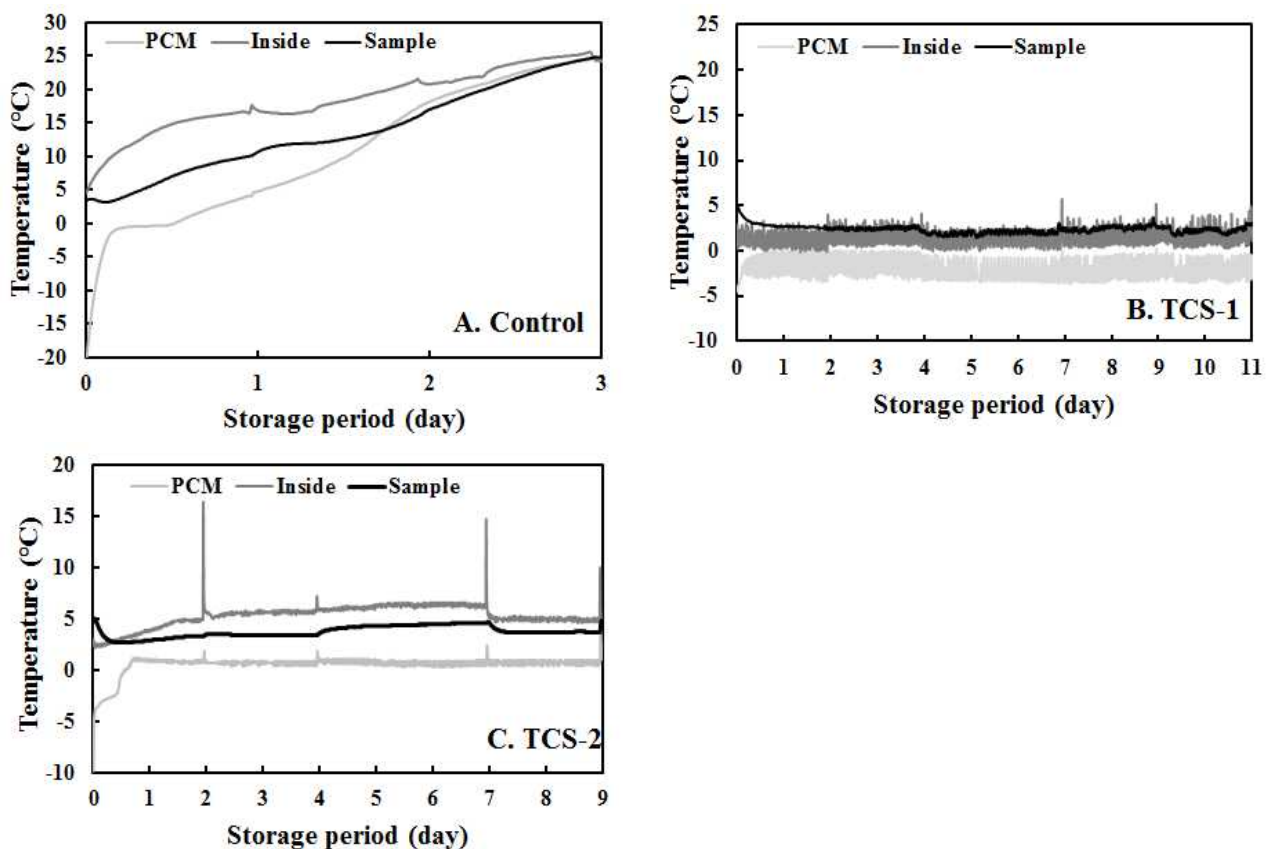 PCM Inside Sample
Temperature (°C)
30
25
20
15
10
5
0
-5
-10
-15
-20
A. Control
0 1 2 3
Storage period (day)
PCM Inside Sample
Temperature (°C)
25
20
15
10
5
0
-5
-10
B. TCS-1
0 1 2 3 4 5 6 7 8 9 10 11
Storage period (day)
PCM Inside Sample
Temperature (°C)
20
15
10
5
0
-5
-10
C. TCS-2
0 1 2 3 4 5 6 7 8 9
Storage period (day)